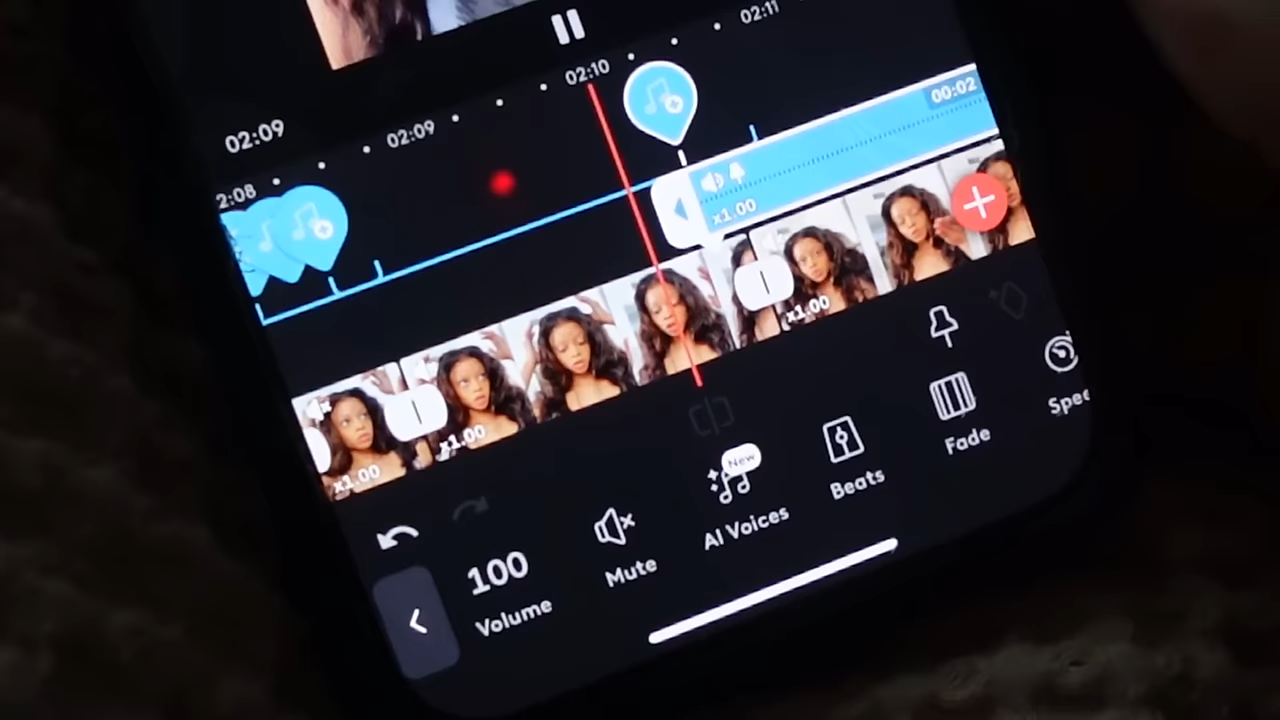 02:11
02:10
02:09
02:09
2:08
00:02
x1.00
x1.00
x1.00
x1.00
New
100
Volume
Mute
AI Voices
Beats
Fade
Spee